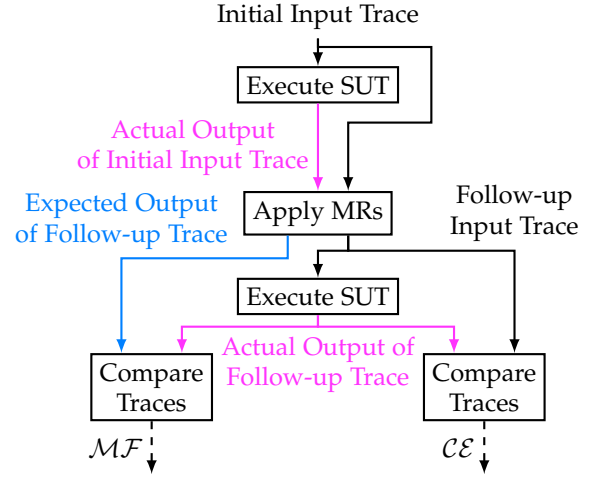 Initial Input Trace
Execute SUT
Actual Output
of Initial Input Trace
Expected Output
of Follow-up Trace
Apply MRs
Follow-up
Input Trace
Execute SUT
Actual Output of
Follow-up Trace
Compare
Traces
Compare
Traces
ℳℱ
𝒞ℰ